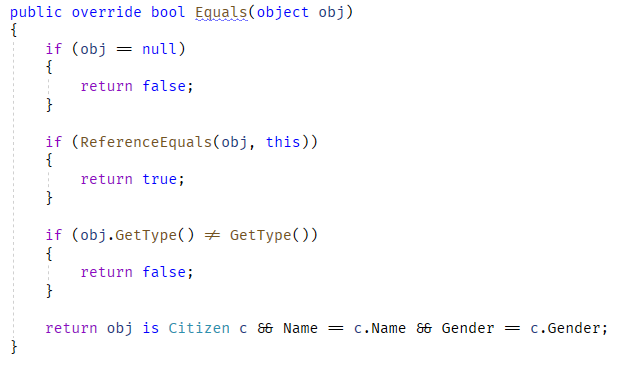 public override bool Equals(object obj)
{
    if (obj == null)
    {
        return false;
    }

    if (ReferenceEquals(obj, this))
    {
        return true;
    }

    if (obj.GetType() != GetType())
    {
        return false;
    }

    return obj is Citizen c && Name == c.Name && Gender == c.Gender;
}